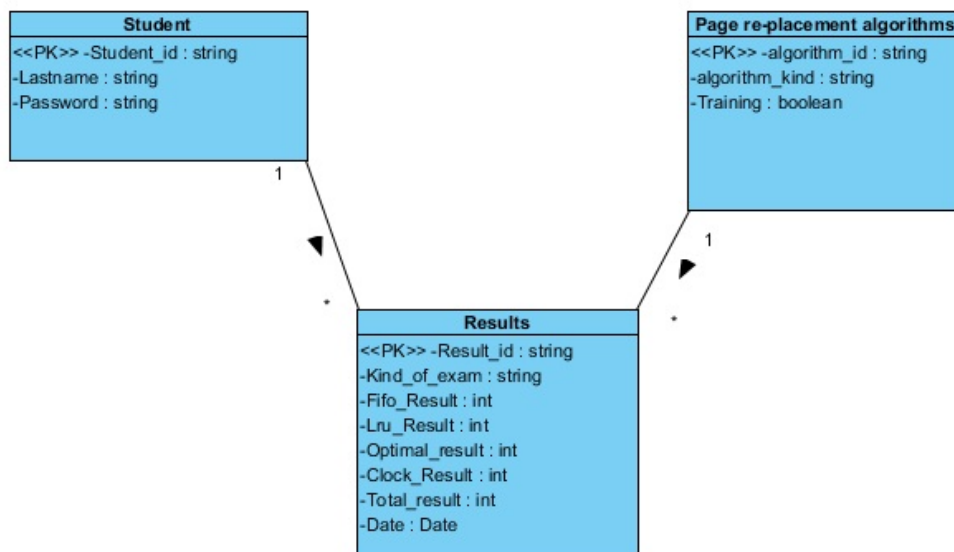 Student
<<PK>> -Student_id : string
-Lastname : string
-Password : string
Page re-placement algorithms
<<PK>> -algorithm_id : string
-algorithm_kind : string
-Training : boolean
1
1
*
*
Results
<<PK>> -Result_id : string
-Kind_of_exam : string
-Fifo_Result : int
-Lru_Result : int
-Optimal_result : int
-Clock_Result : int
-Total_result : int
-Date : Date